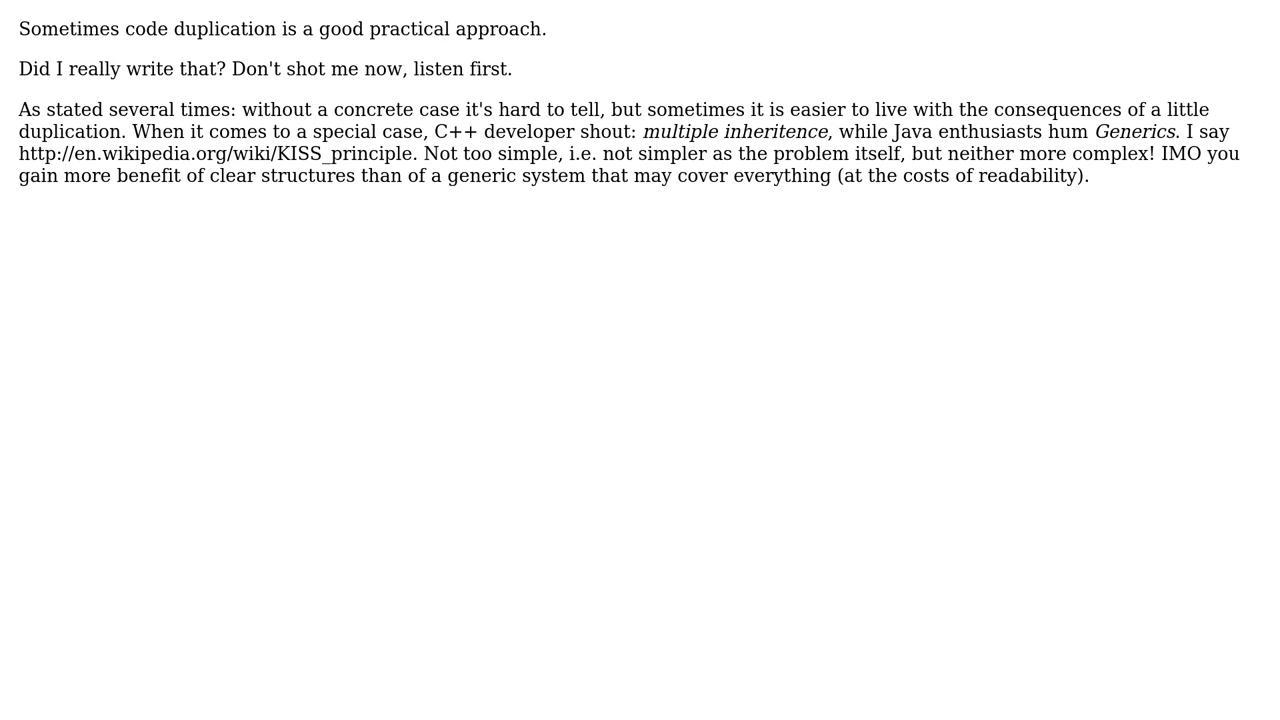 Sometimes code duplication is a good practical approach.
Did I really write that? Don't shot me now, listen first.
As stated several times: without a concrete case it's hard to tell, but sometimes it is easier to live with the consequences of a little
duplication. When it comes to a special case, C++ developer shout: multiple inheritence, while Java enthusiasts hum Generics. I say
http://en.wikipedia.org/wiki/KISS_principle. Not too simple, i.e. not simpler as the problem itself, but neither more complex! IMO you
gain more benefit of clear structures than of a generic system that may cover everything (at the costs of readability).